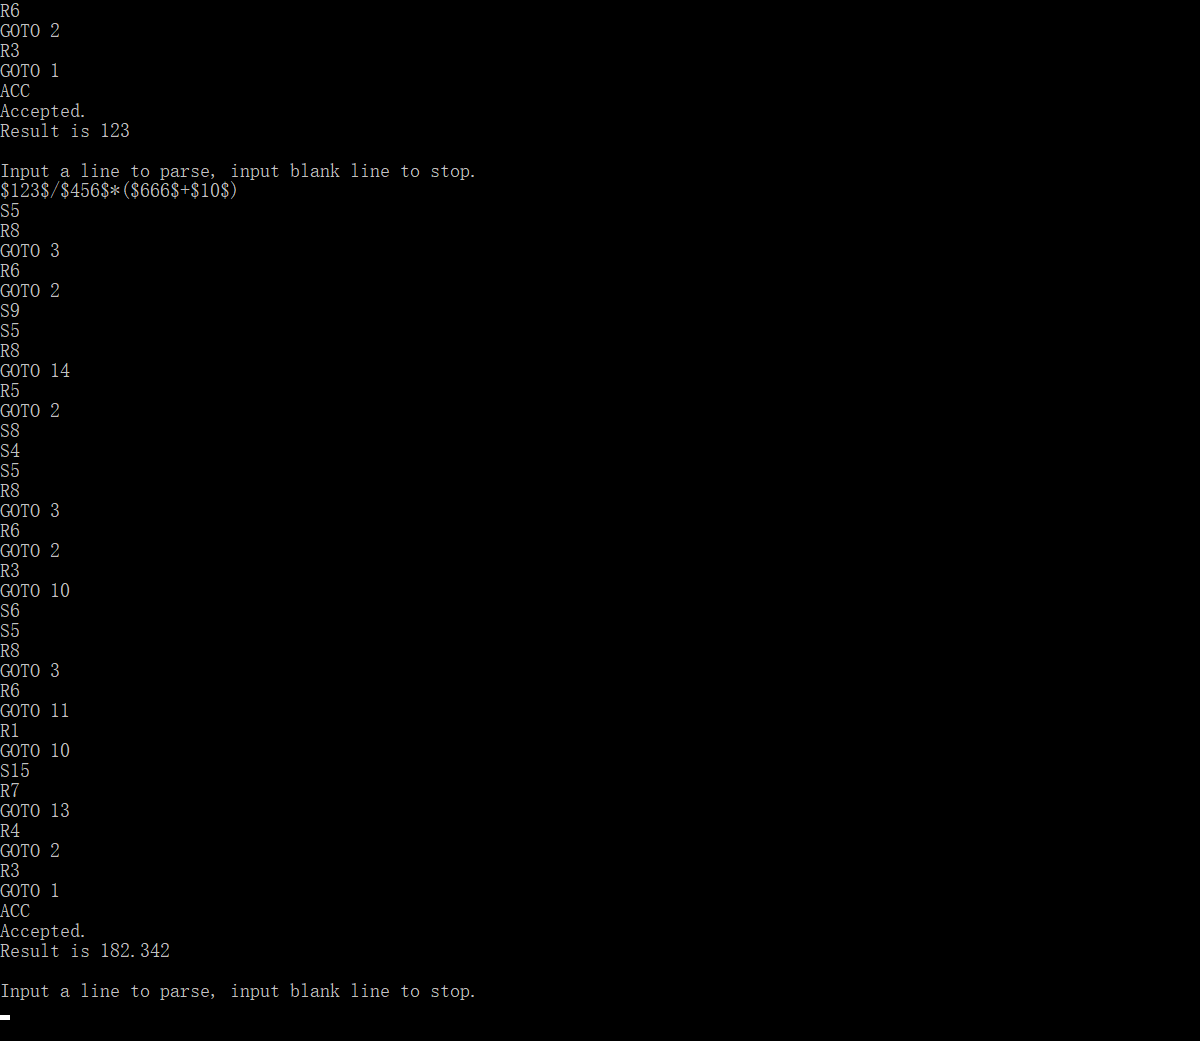 R6
GOTO 2
R3
GOTO 1
ACC
Accepted.
Result is 123
Input a line to parse, input blank line to stop.
$123$/$456$*($666$+$10$)
S5
R8
GOTO 3
R6
GOTO 2
S9
S5
R8
GOTO 14
R5
GOTO 2
S8
S4
S5
R8
GOTO 3
R6
GOTO 2
R3
GOTO 10
S6
S5
R8
GOTO 3
R6
GOTO 11
R1
GOTO 10
S15
R7
GOTO 13
R4
GOTO 2
R3
GOTO 1
ACC
Accepted.
Result is 182.342
Input a line to parse, input blank line to stop.